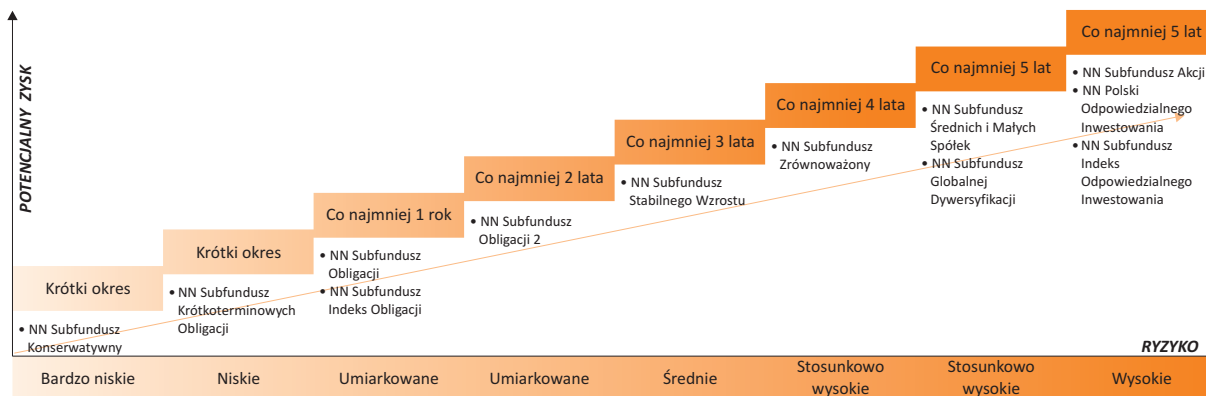 POTENCJALNY ZYSK
Krótki okres
• NN Subfundusz
Konserwatywny
Krótki okres
• NN Subfundusz
Krótkoterminowych
Obligacji
Co najmniej 1 rok
• NN Subfundusz
Obligacji
• NN Subfundusz
Indeks Obligacji
Co najmniej 2 lata
• NN Subfundusz
Obligacji 2
Co najmniej 3 lata
• NN Subfundusz
Stabilnego Wzrostu
Co najmniej 4 lata
• NN Subfundusz
Zrównoważony
Co najmniej 5 lat
• NN Subfundusz
Średnich i Małych
Spółek
• NN Subfundusz
Globalnej
Dywersyfikacji
Co najmniej 5 lat
• NN Subfundusz Akcji
• NN Polski
Odpowiedzialnego
Inwestowania
• NN Subfundusz
Indeks
Odpowiedzialnego
Inwestowania
RYZYKO
Bardzo niskie
Niskie
Umiarkowane
Umiarkowane
Średnie
Stosunkowo
wysokie
Stosunkowo
wysokie
Wysokie